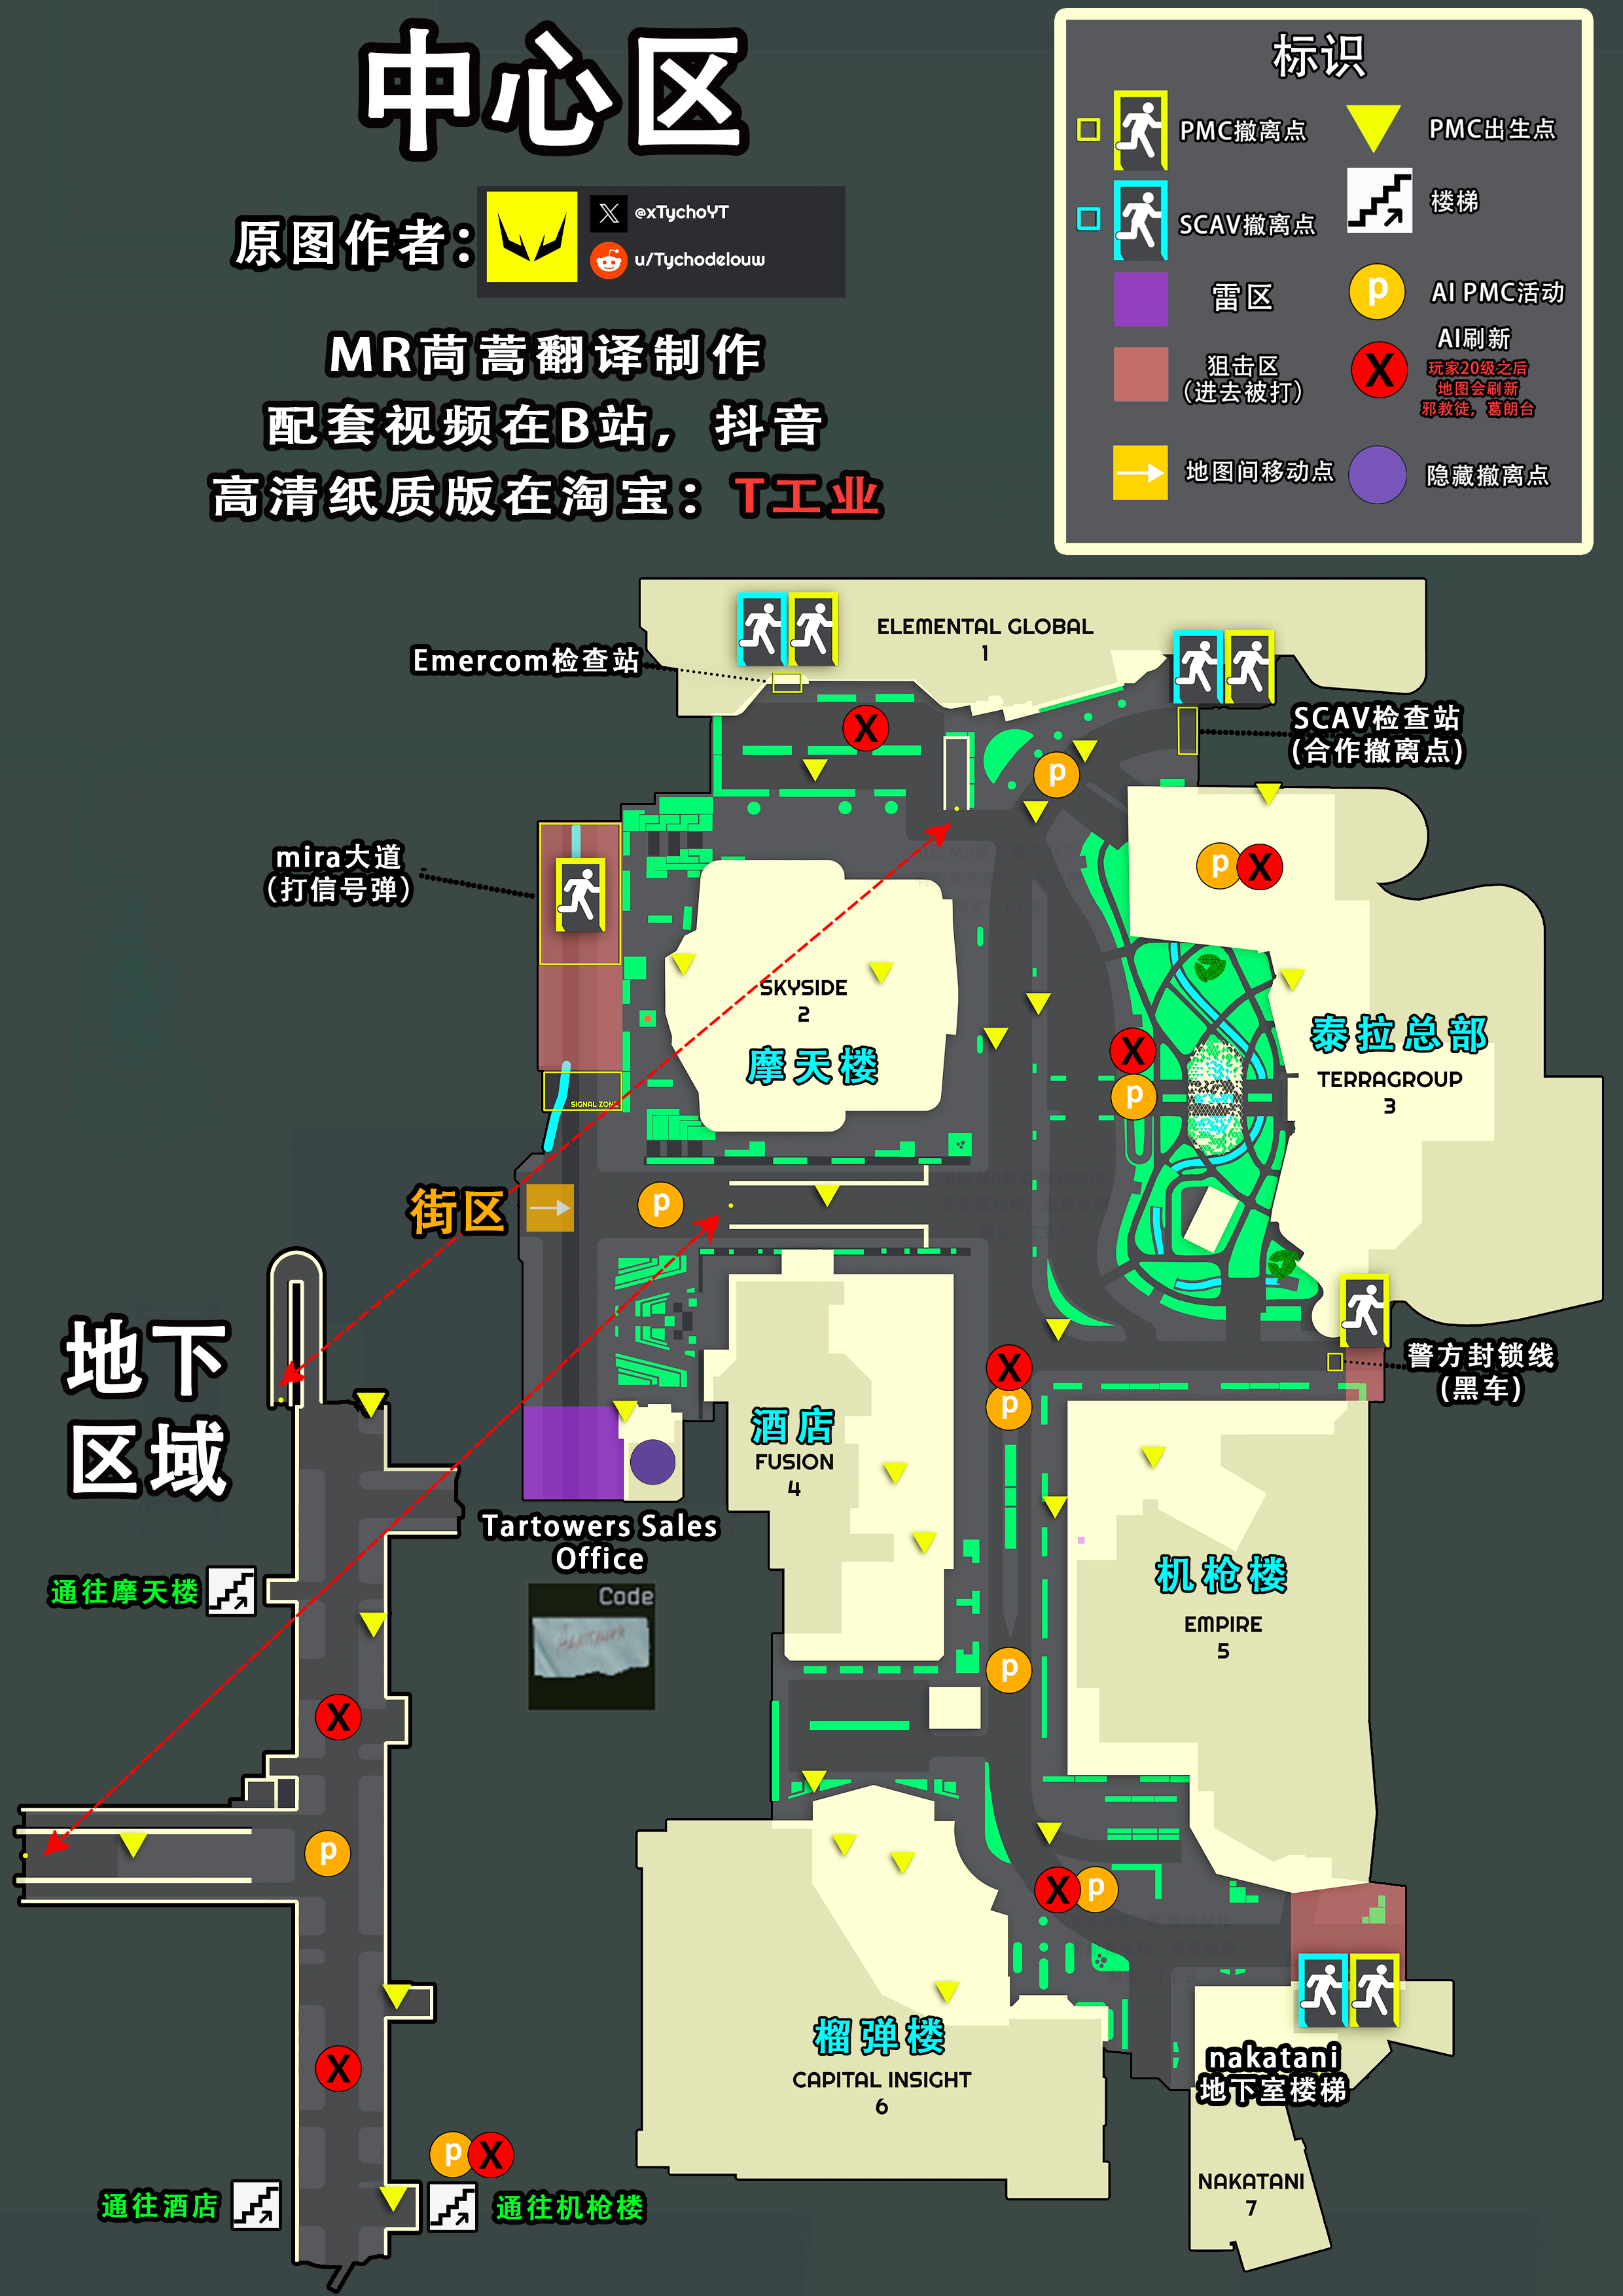 中心区
原图作者：
@xTychoYT
u/Tychodelouw
MR茼蒿翻译制作
配套视频在B站，抖音
高清纸质版在淘宝：T工业
标识
PMC撤离点
PMC出生点
SCAV撤离点
楼梯
雷区
P
AI PMC活动
狙击区
（进去被打）
X
AI刷新
玩家20级之后
地图会刷新
邪教徒，葛朗台
地图间移动点
隐藏撤离点
ELEMENTAL GLOBAL
1
Emercom检查站
SCAV检查站
(合作撤离点)
X
P
mira大道
（打信号弹）
P
X
SKYSIDE
2
摩天楼
泰拉总部
TERRAGROUP
3
X
P
SIGNAL ZONE
街区
P
地下
区域
警方封锁线
(黑车)
X
P
酒店
FUSION
4
Tartowers Sales
Office
Code
机枪楼
EMPIRE
5
通往摩天楼
P
X
P
X
P
榴弹楼
CAPITAL INSIGHT
6
nakatani
地下室楼梯
X
P
X
NAKATANI
7
通往酒店
通往机枪楼